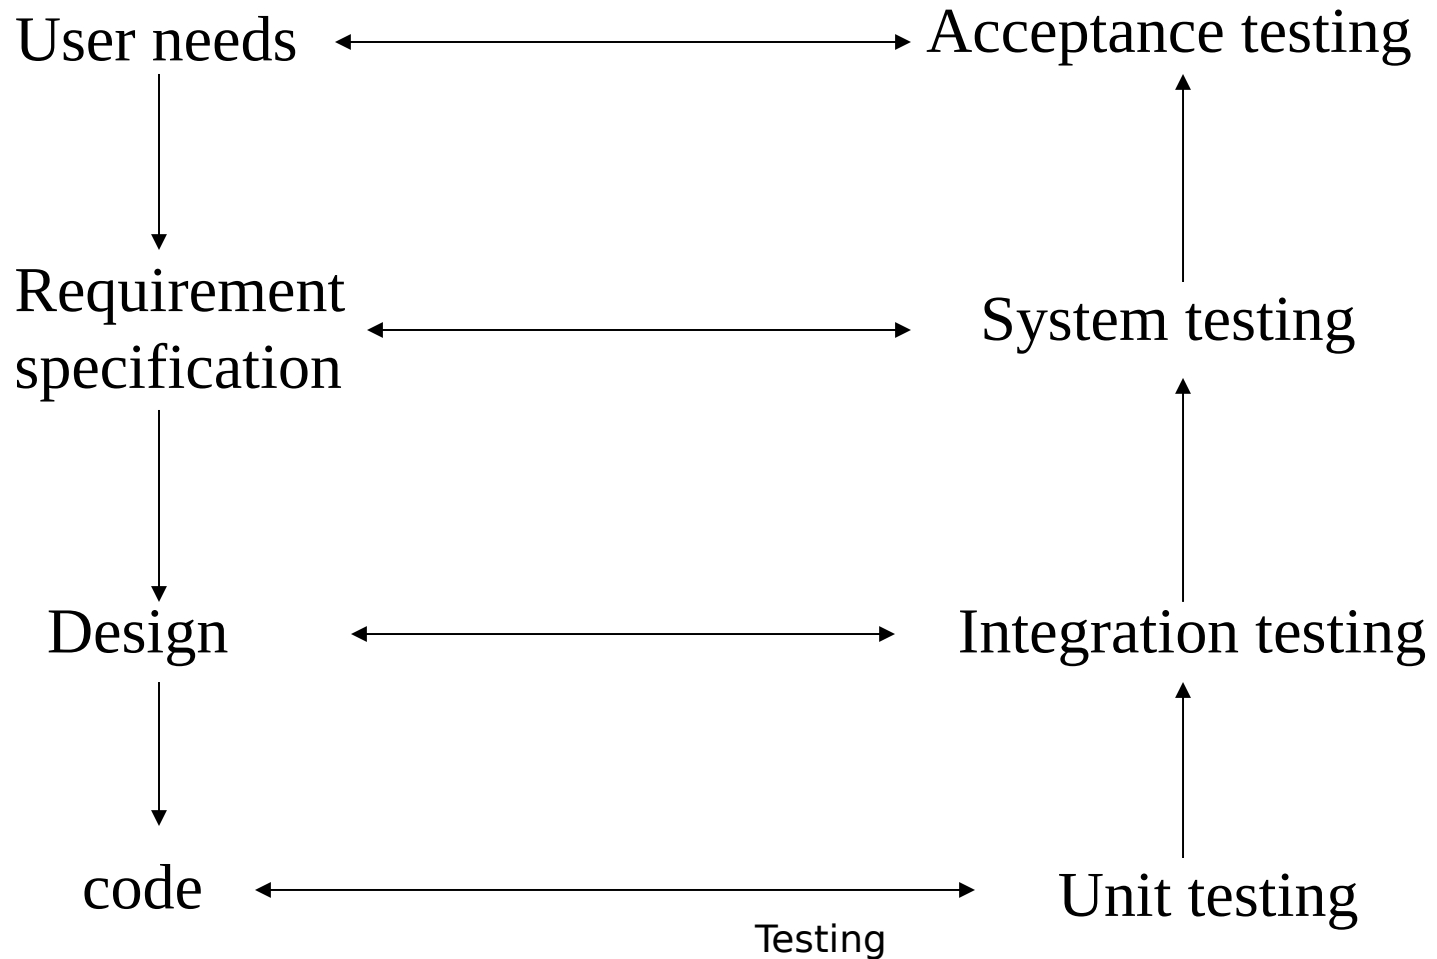 User needs
Acceptance testing
Requirement
specification
System testing
Design
Integration testing
code
Unit testing
Testing